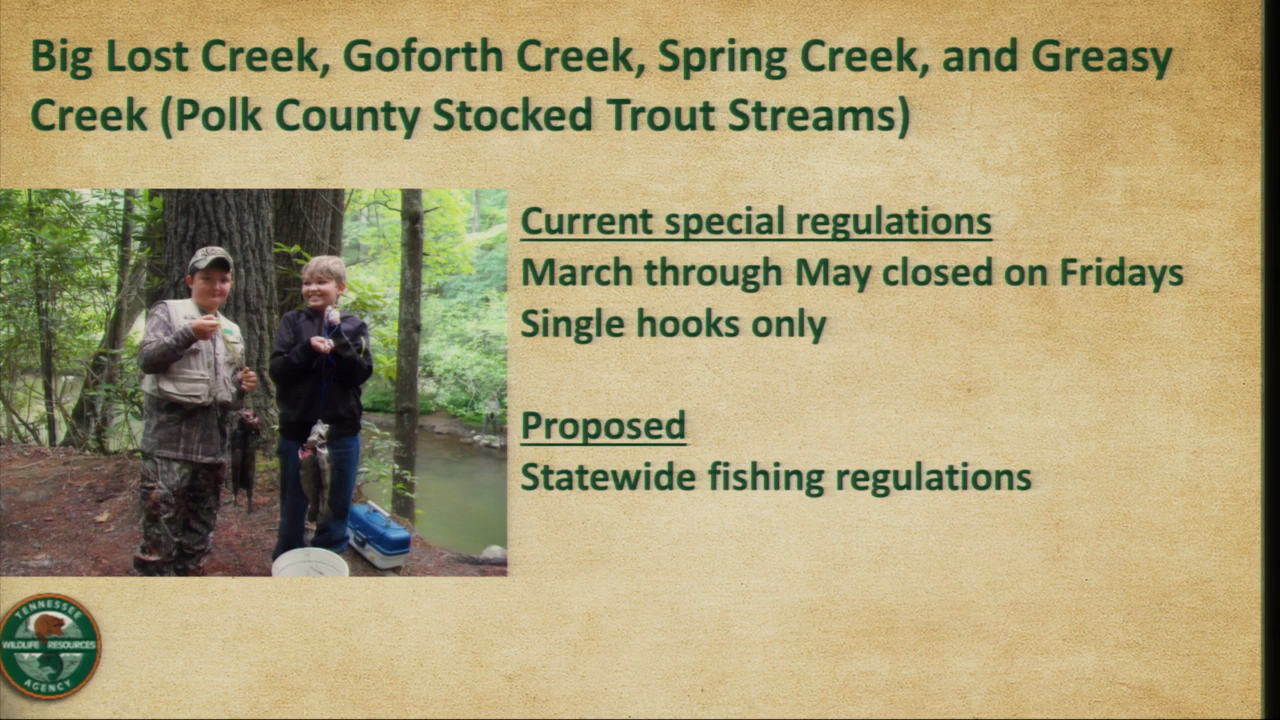 Big Lost Creek, Goforth Creek, Spring Creek, and Greasy
Creek (Polk County Stocked Trout Streams)
Current special regulations
March through May closed on Fridays
Single hooks only
Proposed
Statewide fishing regulations
TENNESSEE
WILDLIFE RESOURCES
AGENCY